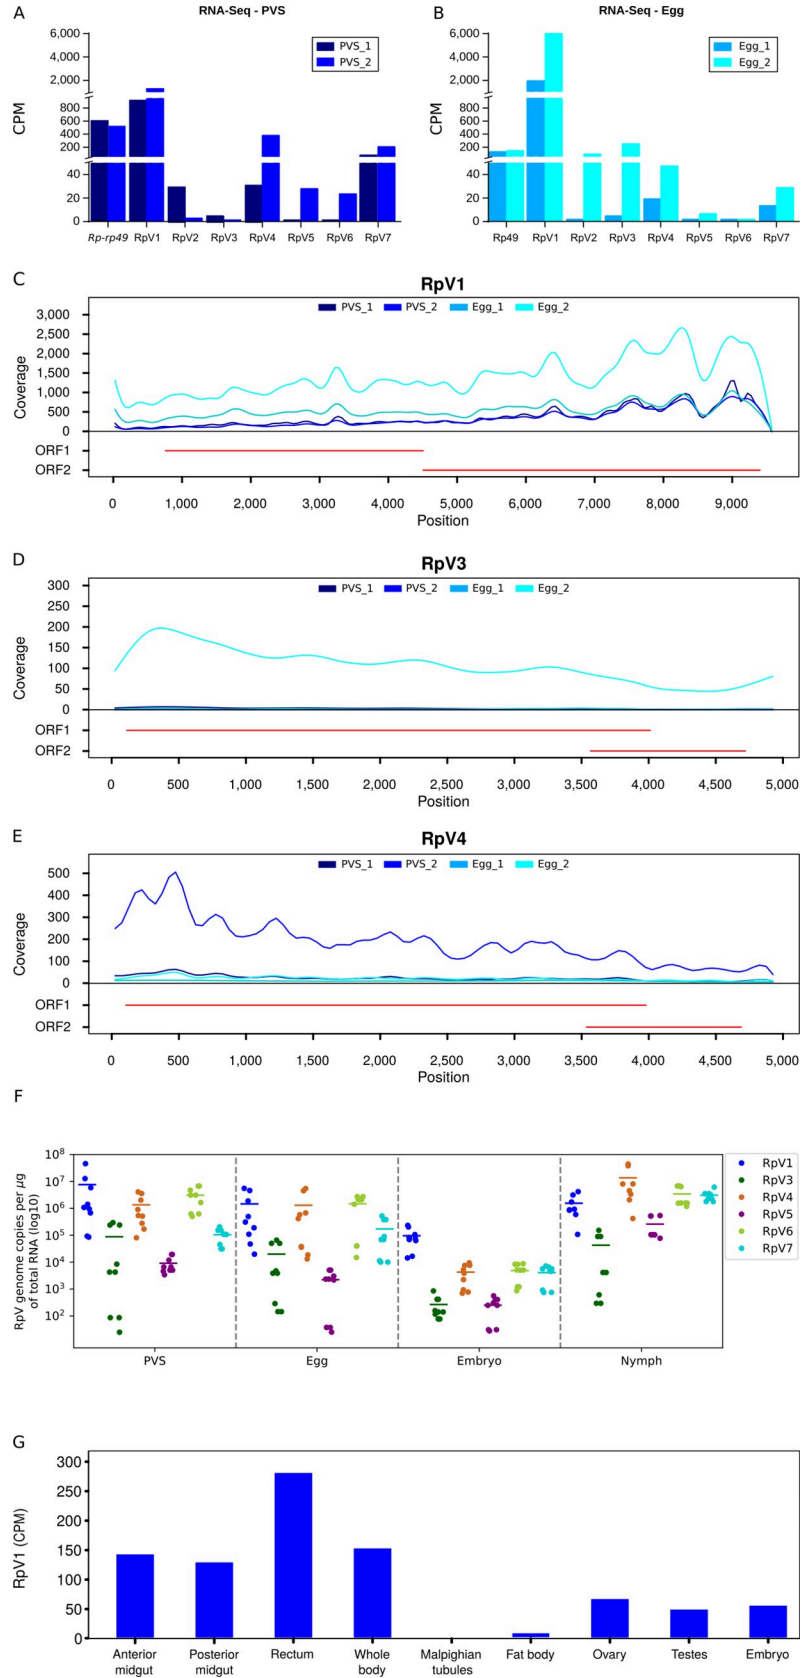 A
RNA-Seq - PVS
CPM
6,000
4,000
2,000
800
600
400
200
40
20
0
PVS_1
PVS_2
Rp-rp49 RpV1 RpV2 RpV3 RpV4 RpV5 RpV6 RpV7
B
RNA-Seq - Egg
CPM
6,000
4,000
2,000
800
600
400
200
40
20
0
Egg_1
Egg_2
Rp49 RpV1 RpV2 RpV3 RpV4 RpV5 RpV6 RpV7
C
RpV1
PVS_1 PVS_2 Egg_1 Egg_2
Coverage
3,000
2,500
2,000
1,500
1,000
500
0
ORF1
ORF2
0 1,000 2,000 3,000 4,000 5,000 6,000 7,000 8,000 9,000
Position
D
RpV3
PVS_1 PVS_2 Egg_1 Egg_2
Coverage
300
250
200
150
100
50
0
ORF1
ORF2
0 500 1,000 1,500 2,000 2,500 3,000 3,500 4,000 4,500 5,000
Position
E
RpV4
PVS_1 PVS_2 Egg_1 Egg_2
Coverage
500
400
300
200
100
0
ORF1
ORF2
0 500 1,000 1,500 2,000 2,500 3,000 3,500 4,000 4,500 5,000
Position
F
RpV genome copies per µg
of total RNA (log10)
10⁸
10⁷
10⁶
10⁵
10⁴
10³
10²
PVS Egg Embryo Nymph
RpV1
RpV3
RpV4
RpV5
RpV6
RpV7
G
RpV1 (CPM)
300
250
200
150
100
50
0
Anterior midgut
Posterior midgut
Rectum
Whole body
Malpighian tubules
Fat body
Ovary
Testes
Embryo